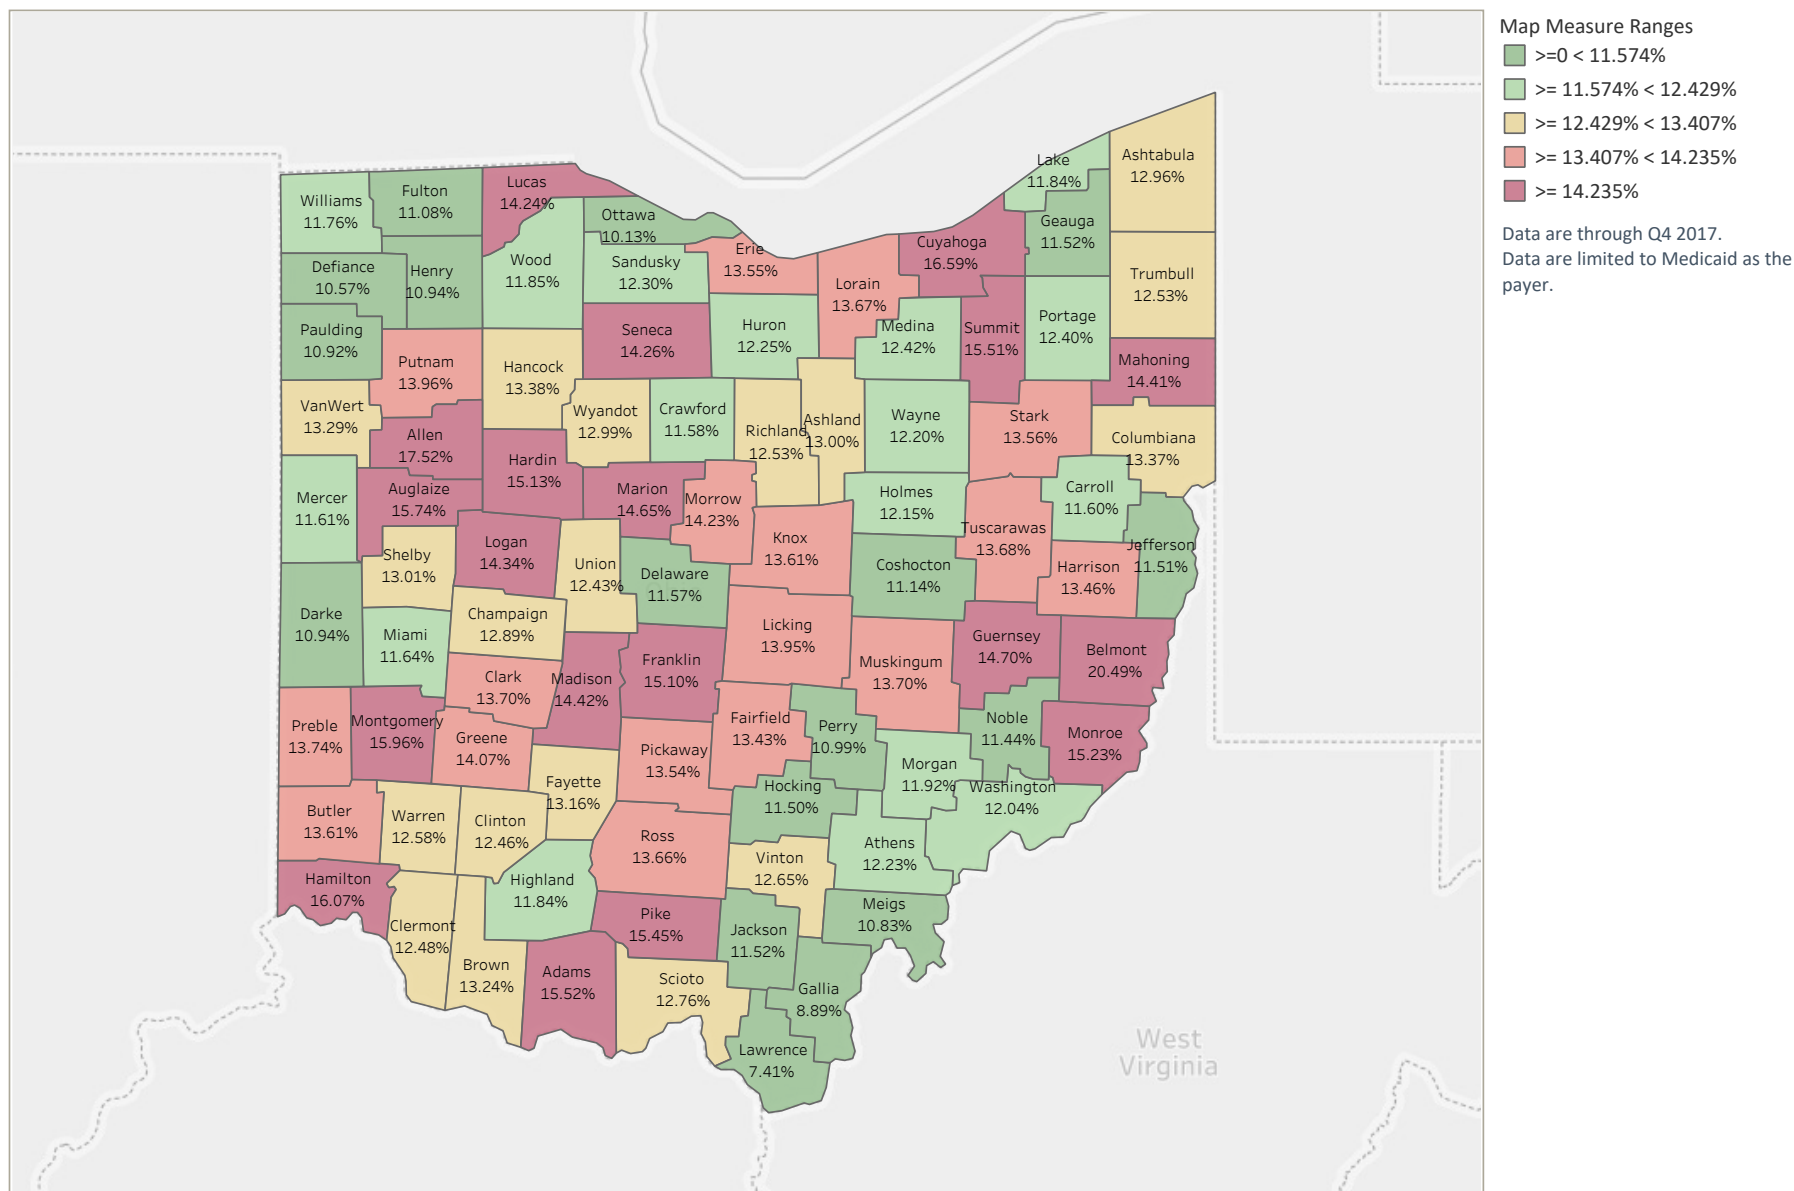 Map Measure Ranges
>=0 < 11.574%
>= 11.574% < 12.429%
>= 12.429% < 13.407%
>= 13.407% < 14.235%
>= 14.235%
Data are through Q4 2017.
Data are limited to Medicaid as the
payer.
Williams
11.76%
Fulton
11.08%
Lucas
14.24%
Ottawa
10.13%
Lake
11.84%
Ashtabula
12.96%
Geauga
11.52%
Cuyahoga
16.59%
Erie
13.55%
Wood
11.85%
Sandusky
12.30%
Defiance
10.57%
Henry
10.94%
Lorain
13.67%
Trumbull
12.53%
Paulding
10.92%
Seneca
14.26%
Huron
12.25%
Medina
12.42%
Summit
15.51%
Portage
12.40%
Putnam
13.96%
Hancock
13.38%
Mahoning
14.41%
VanWert
13.29%
Wyandot
12.99%
Crawford
11.58%
Richland
12.53%
Ashland
13.00%
Wayne
12.20%
Stark
13.56%
Columbiana
13.37%
Allen
17.52%
Hardin
15.13%
Mercer
11.61%
Auglaize
15.74%
Marion
14.65%
Morrow
14.23%
Holmes
12.15%
Carroll
11.60%
Tuscarawas
13.68%
Knox
13.61%
Jefferson
11.51%
Logan
14.34%
Shelby
13.01%
Union
12.43%
Delaware
11.57%
Coshocton
11.14%
Harrison
13.46%
Darke
10.94%
Champaign
12.89%
Miami
11.64%
Licking
13.95%
Guernsey
14.70%
Belmont
20.49%
Franklin
15.10%
Muskingum
13.70%
Clark
13.70%
Madison
14.42%
Preble
13.74%
Montgomery
15.96%
Greene
14.07%
Fairfield
13.43%
Perry
10.99%
Noble
11.44%
Monroe
15.23%
Pickaway
13.54%
Morgan
11.92%
Fayette
13.16%
Hocking
11.50%
Washington
12.04%
Butler
13.61%
Warren
12.58%
Clinton
12.46%
Ross
13.66%
Athens
12.23%
Vinton
12.65%
Hamilton
16.07%
Highland
11.84%
Clermont
12.48%
Pike
15.45%
Jackson
11.52%
Meigs
10.83%
Brown
13.24%
Adams
15.52%
Scioto
12.76%
Gallia
8.89%
Lawrence
7.41%
West
Virginia